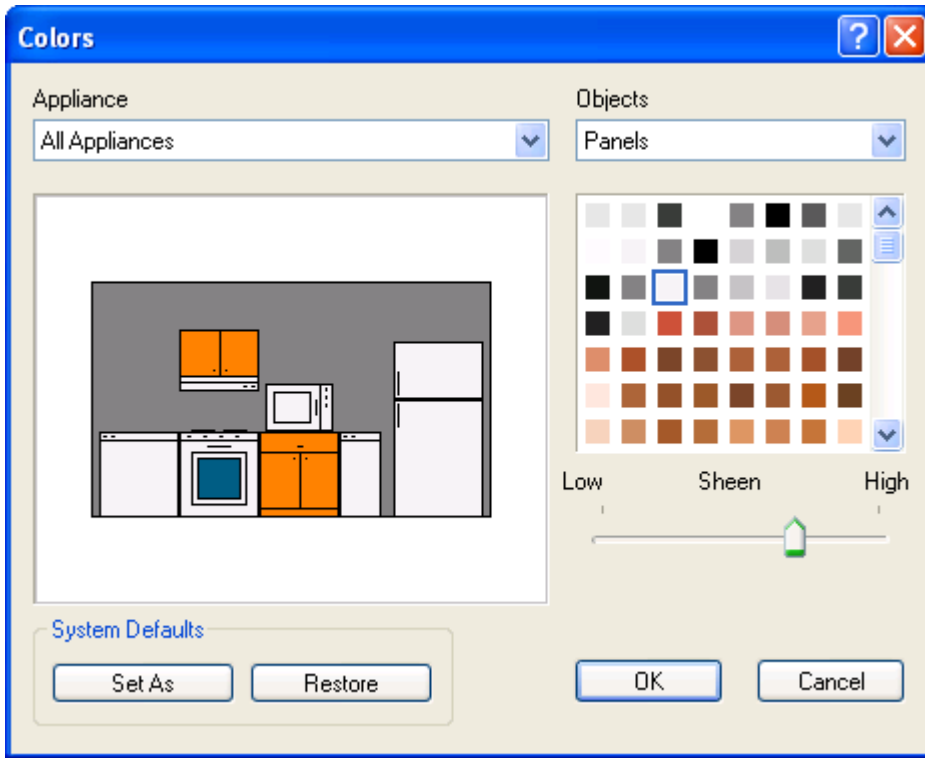 Colors
Appliance
Objects
All Appliances
Panels
Low Sheen High
System Defaults
Set As
Restore
OK
Cancel